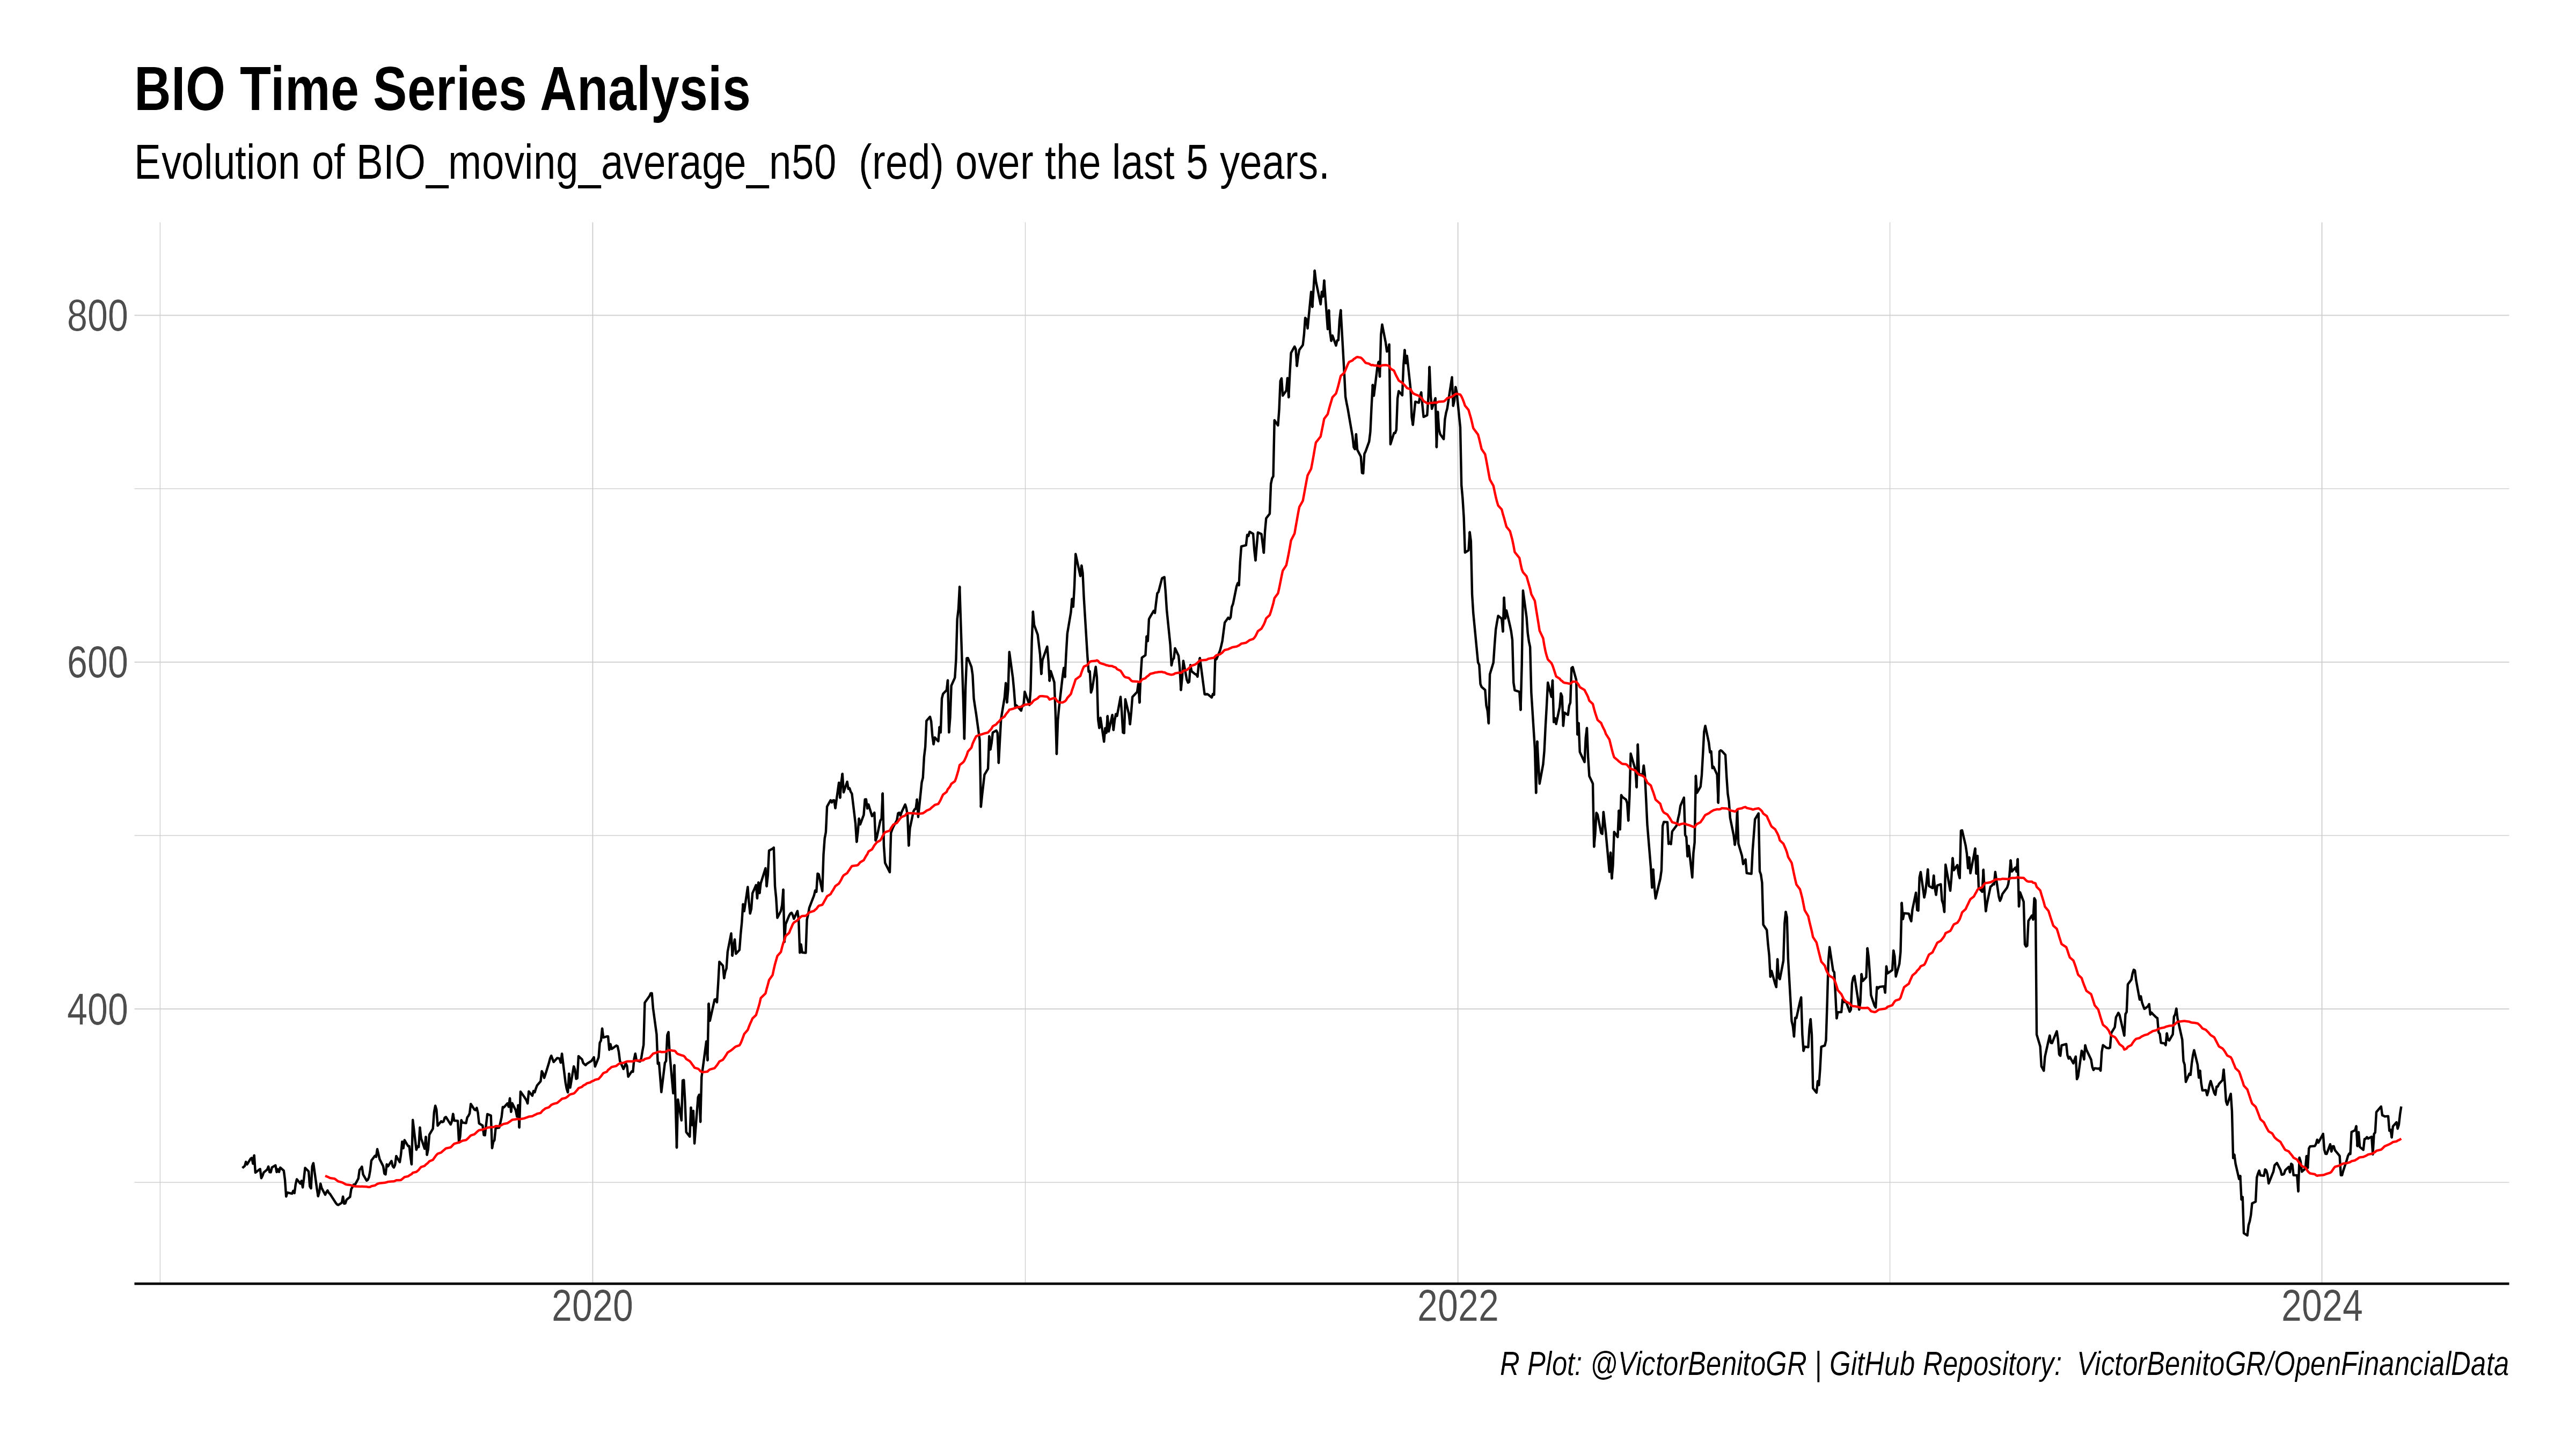 BIO Time Series Analysis
Evolution of BIO_moving_average_n50  (red) over the last 5 years.
800
600
400
2020 2022 2024
R Plot: @VictorBenitoGR | GitHub Repository:  VictorBenitoGR/OpenFinancialData